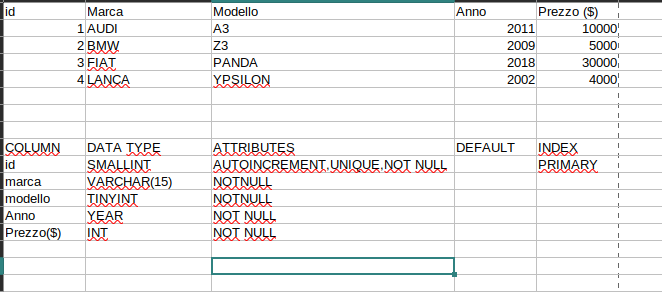 id Marca Modello Anno Prezzo ($)
1 AUDI A3 2011 10000
2 BMW Z3 2009 5000
3 FIAT PANDA 2018 30000
4 LANCA YPSILON 2002 4000
COLUMN DATA TYPE ATTRIBUTES DEFAULT INDEX
id SMALLINT AUTOINCREMENT,UNIQUE,NOT NULL PRIMARY
marca VARCHAR(15) NOTNULL
modello TINYINT NOTNULL
Anno YEAR NOT NULL
Prezzo($) INT NOT NULL